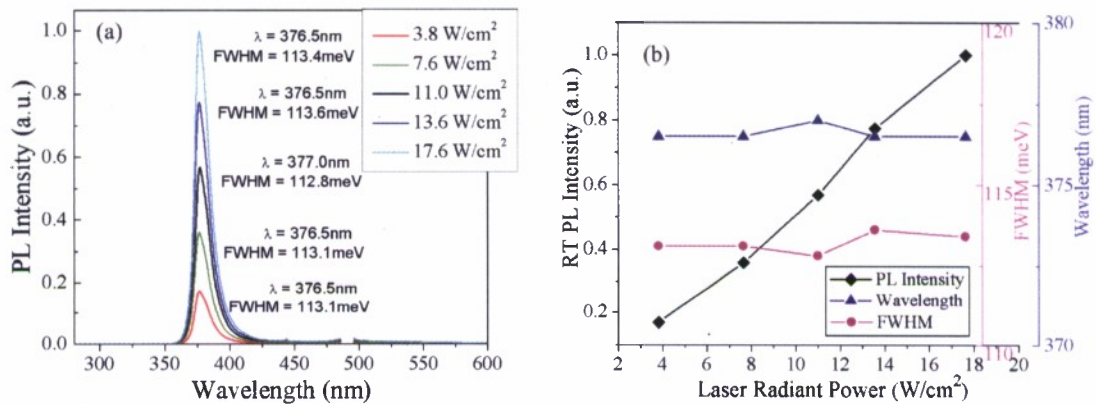 (a)
λ = 376.5nm
FWHM = 113.4meV
λ = 376.5nm
FWHM = 113.6meV
λ = 377.0nm
FWHM = 112.8meV
λ = 376.5nm
FWHM = 113.1meV
λ = 376.5nm
FWHM = 113.1meV
3.8 W/cm²
7.6 W/cm²
11.0 W/cm²
13.6 W/cm²
17.6 W/cm²
PL Intensity (a.u.)
1.0
0.8
0.6
0.4
0.2
0.0
300 350 400 450 500 550 600
Wavelength (nm)
(b)
RT PL Intensity (a.u.)
1.0
0.8
0.6
0.4
0.2
PL Intensity
Wavelength
FWHM
2 4 6 8 10 12 14 16 18 20
Laser Radiant Power (W/cm²)
120
115
110
FWHM (meV)
380
375
370
Wavelength (nm)